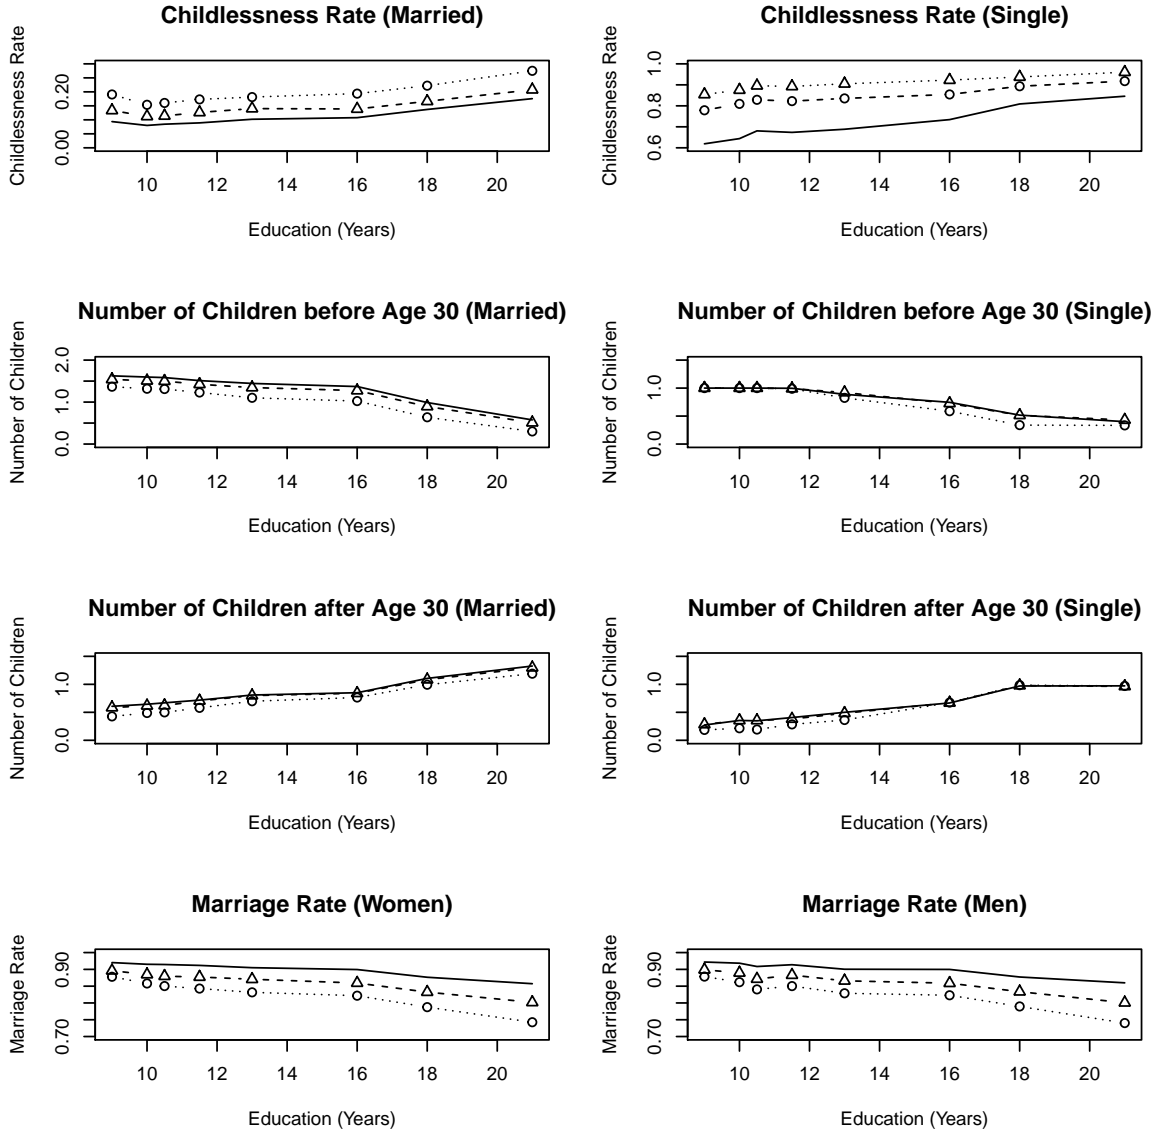 Childlessness Rate (Married)
Childlessness Rate
0.00 0.20
10 12 14 16 18 20
Education (Years)
Childlessness Rate (Single)
Childlessness Rate
0.6 0.8 1.0
10 12 14 16 18 20
Education (Years)
Number of Children before Age 30 (Married)
Number of Children
0.0 1.0 2.0
10 12 14 16 18 20
Education (Years)
Number of Children before Age 30 (Single)
Number of Children
0.0 1.0
10 12 14 16 18 20
Education (Years)
Number of Children after Age 30 (Married)
Number of Children
0.0 1.0
10 12 14 16 18 20
Education (Years)
Number of Children after Age 30 (Single)
Number of Children
0.0 1.0
10 12 14 16 18 20
Education (Years)
Marriage Rate (Women)
Marriage Rate
0.70 0.90
10 12 14 16 18 20
Education (Years)
Marriage Rate (Men)
Marriage Rate
0.70 0.90
10 12 14 16 18 20
Education (Years)